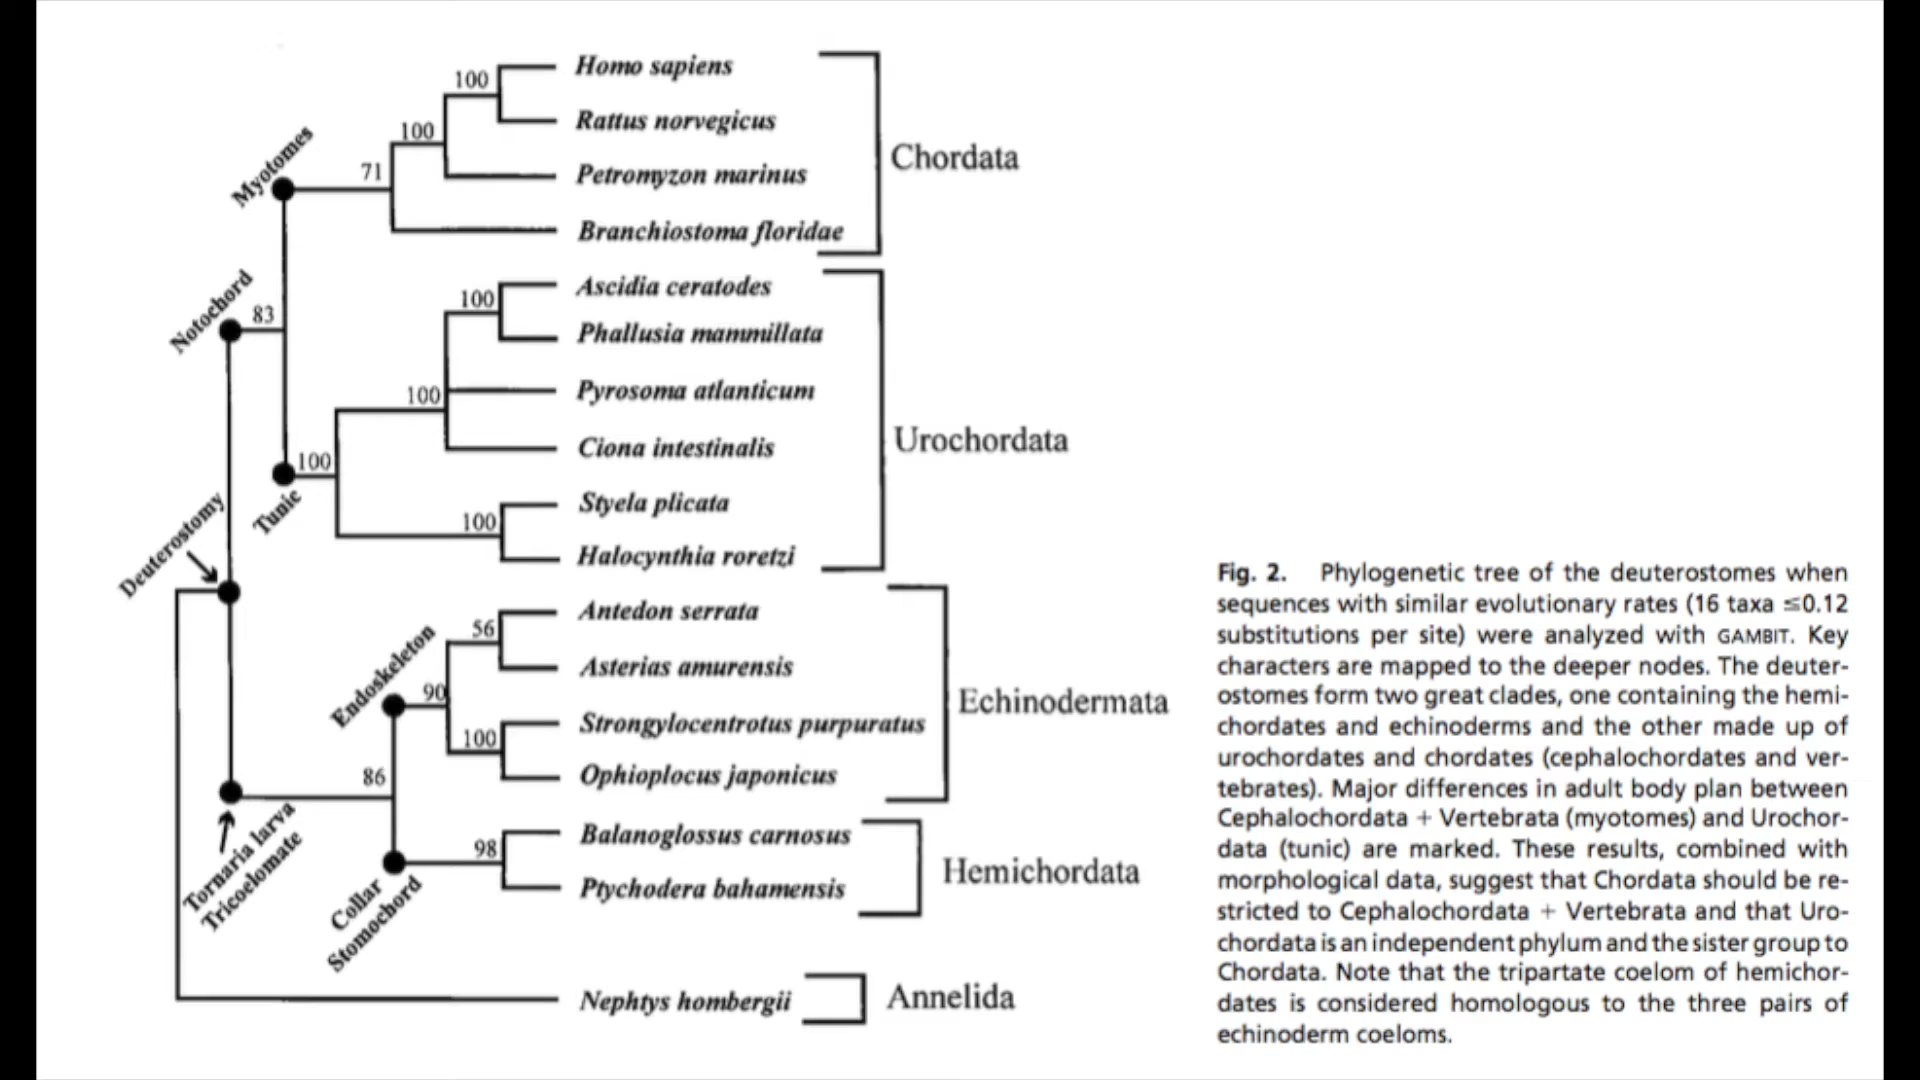 Homo sapiens
100
Rattus norvegicus
100
Myotomes
71
Petromyzon marinus
Chordata
Branchiostoma floridae
Notochord
83
Ascidia ceratodes
100
Phallusia mammillata
Pyrosoma atlanticum
100
Urochordata
Ciona intestinalis
100
Tunic
Styela plicata
100
Halocynthia roretzi
Deuterostomy
Antedon serrata
56
Asterias amurensis
Endoskeleton
90
Echinodermata
Strongylocentrotus purpuratus
100
Ophioplocus japonicus
86
Tornaria larva
Tricoelomate
Balanoglossus carnosus
98
Hemichordata
Ptychodera bahamensis
Collar
Stomochord
Nephtys hombergii
Annelida
Fig. 2. Phylogenetic tree of the deuterostomes when
sequences with similar evolutionary rates (16 taxa ≤0.12
substitutions per site) were analyzed with GAMBIT. Key
characters are mapped to the deeper nodes. The deuter-
ostomes form two great clades, one containing the hemi-
chordates and echinoderms and the other made up of
urochordates and chordates (cephalochordates and ver-
tebrates). Major differences in adult body plan between
Cephalochordata + Vertebrata (myotomes) and Urochor-
data (tunic) are marked. These results, combined with
morphological data, suggest that Chordata should be re-
stricted to Cephalochordata + Vertebrata and that Uro-
chordata is an independent phylum and the sister group to
Chordata. Note that the tripartate coelom of hemichor-
dates is considered homologous to the three pairs of
echinoderm coeloms.